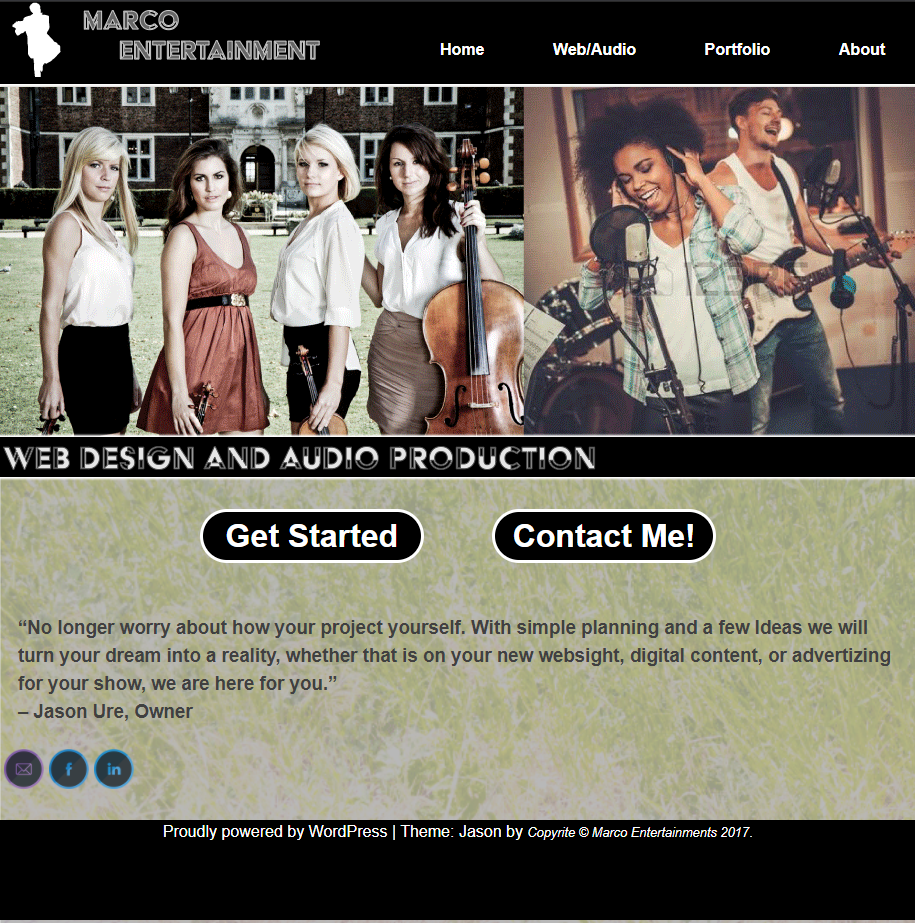 MARCO
ENTERTAINMENT
Home Web/Audio Portfolio About
WEB DESIGN AND AUDIO PRODUCTION
Get Started Contact Me!
“No longer worry about how your project yourself. With simple planning and a few Ideas we will
turn your dream into a reality, whether that is on your new websight, digital content, or advertizing
for your show, we are here for you.”
– Jason Ure, Owner
f in
Proudly powered by WordPress | Theme: Jason by Copyrite © Marco Entertainments 2017.